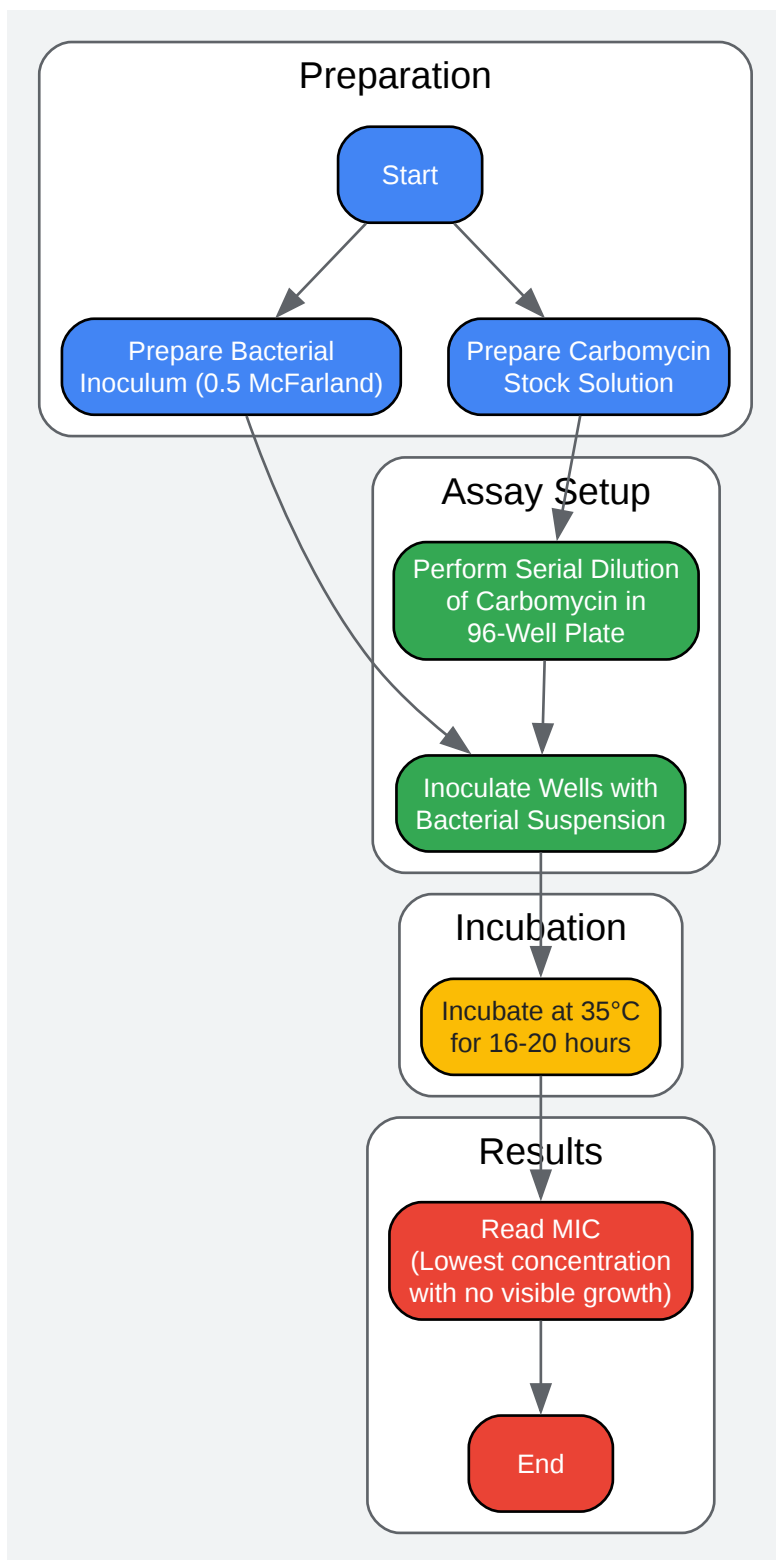 Preparation
Start
Prepare Bacterial
Inoculum (0.5 McFarland)
Prepare Carbomycin
Stock Solution
Assay Setup
Perform Serial Dilution
of Carbomycin in
96-Well Plate
Inoculate Wells with
Bacterial Suspension
Incubation
Incubate at 35°C
for 16-20 hours
Results
Read MIC
(Lowest concentration
with no visible growth)
End